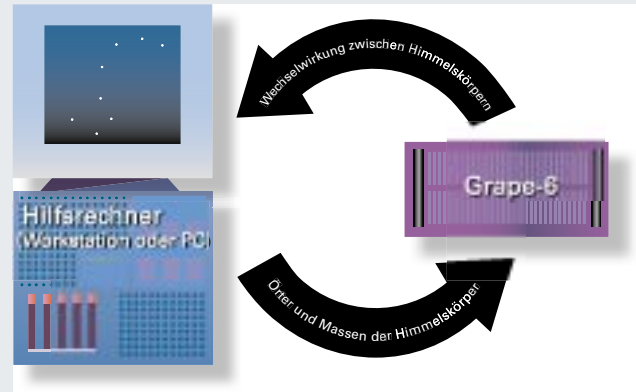 Wechselwirkung zwischen Himmelskörpern
Grape-6
Hilfsrechner
(Workstation oder PC)
Örter und Massen der Himmelskörper